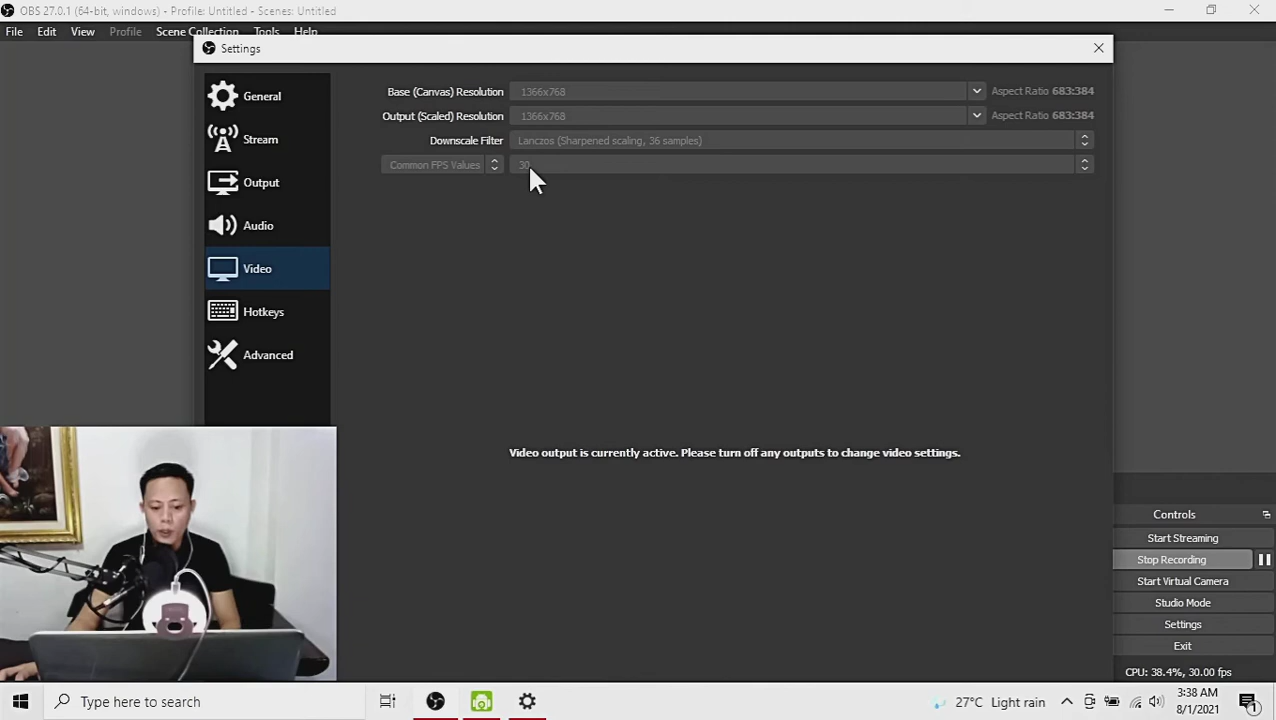 OBS 27.0.1 (64-bit, windows) - Profile: Untitled - Scenes: Untitled
File Edit View Profile Scene Collection Tools Help
Settings
General
Stream
Output
Audio
Video
Hotkeys
Advanced
Base (Canvas) Resolution 1366x768 Aspect Ratio 683:384
Output (Scaled) Resolution 1366x768 Aspect Ratio 683:384
Downscale Filter Lanczos (Sharpened scaling, 36 samples)
Common FPS Values 30
Video output is currently active. Please turn off any outputs to change video settings.
Controls
Start Streaming
Stop Recording
Start Virtual Camera
Studio Mode
Settings
Exit
CPU: 38.4%, 30.00 fps
Type here to search
27°C Light rain
3:38 AM
8/1/2021
1